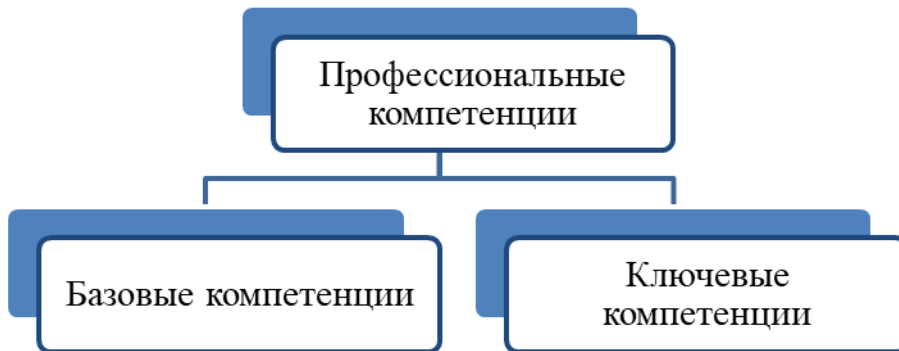 Профессиональные
компетенции
Базовые компетенции
Ключевые
компетенции